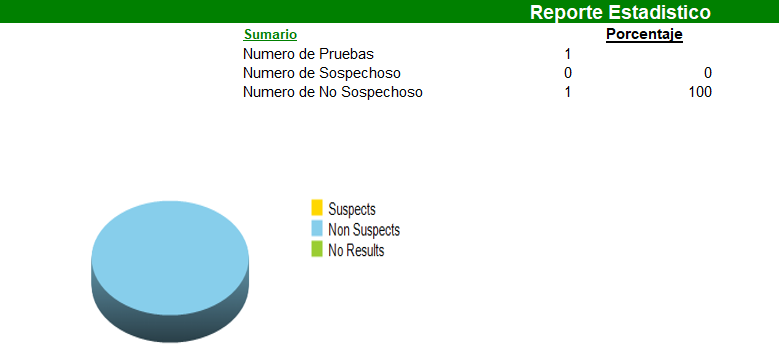 Reporte Estadistico
Sumario Porcentaje
Numero de Pruebas 1
Numero de Sospechoso 0 0
Numero de No Sospechoso 1 100
Suspects
Non Suspects
No Results